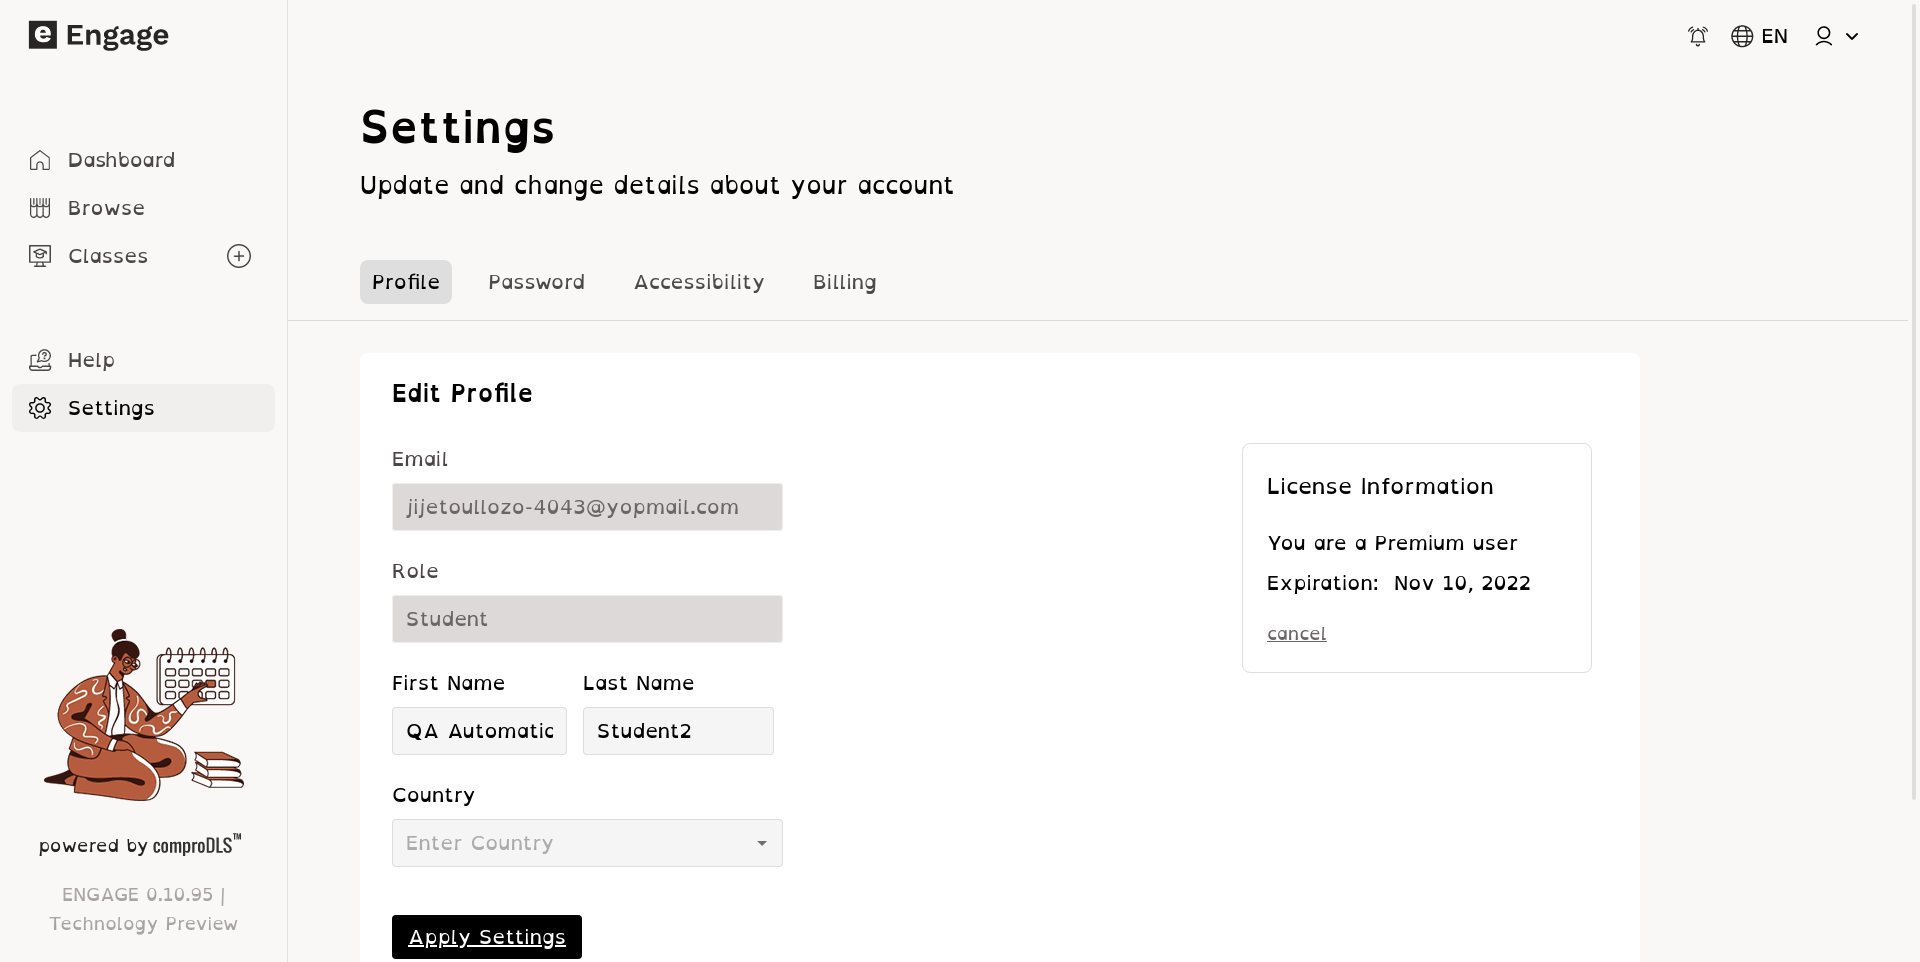 e Engage
EN
Dashboard
Browse
Classes
Help
Settings
powered by comproDLS™
ENGAGE 0.10.95 |
Technology Preview
Settings
Update and change details about your account
Profile Password Accessibility Billing
Edit Profile
Email
jijetoullozo-4043@yopmail.com
Role
Student
First Name Last Name
QA Automatic Student2
Country
Enter Country
Apply Settings
License Information
You are a Premium user
Expiration: Nov 10, 2022
cancel